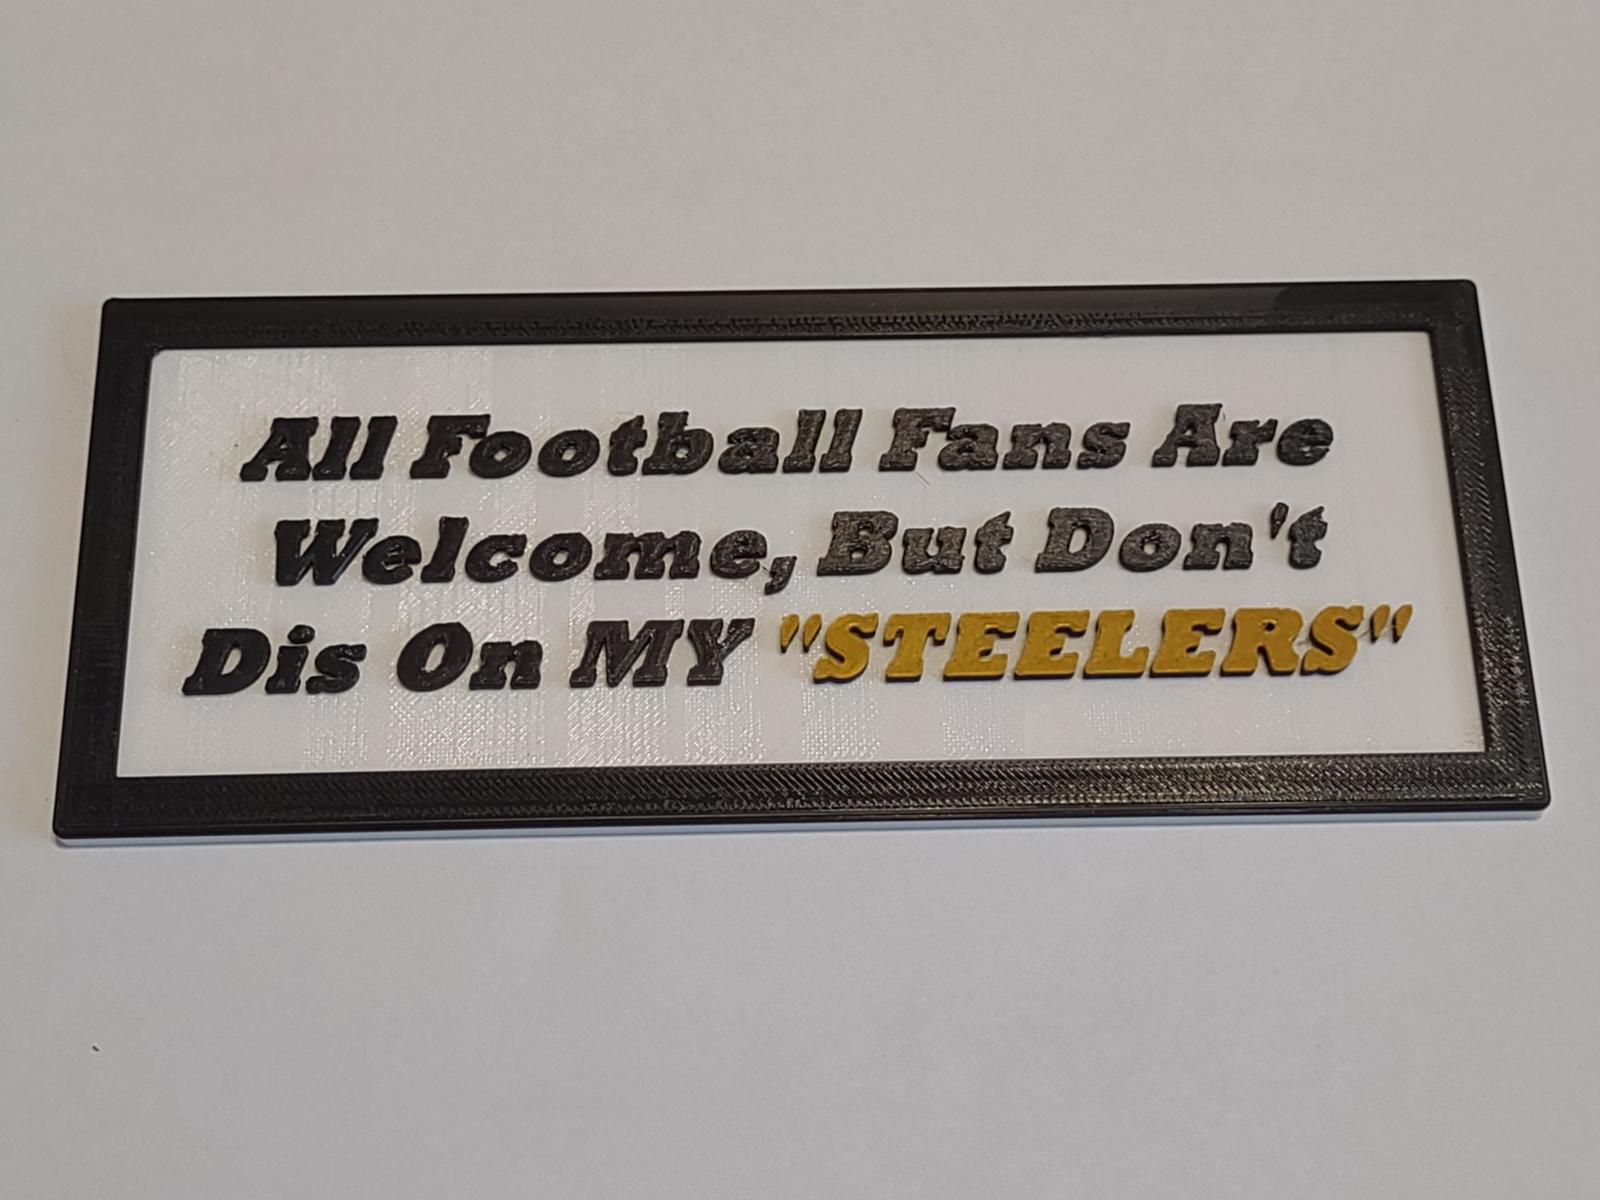 All Football Fans Are
Welcome, But Don't
Dis On MY "STEELERS"